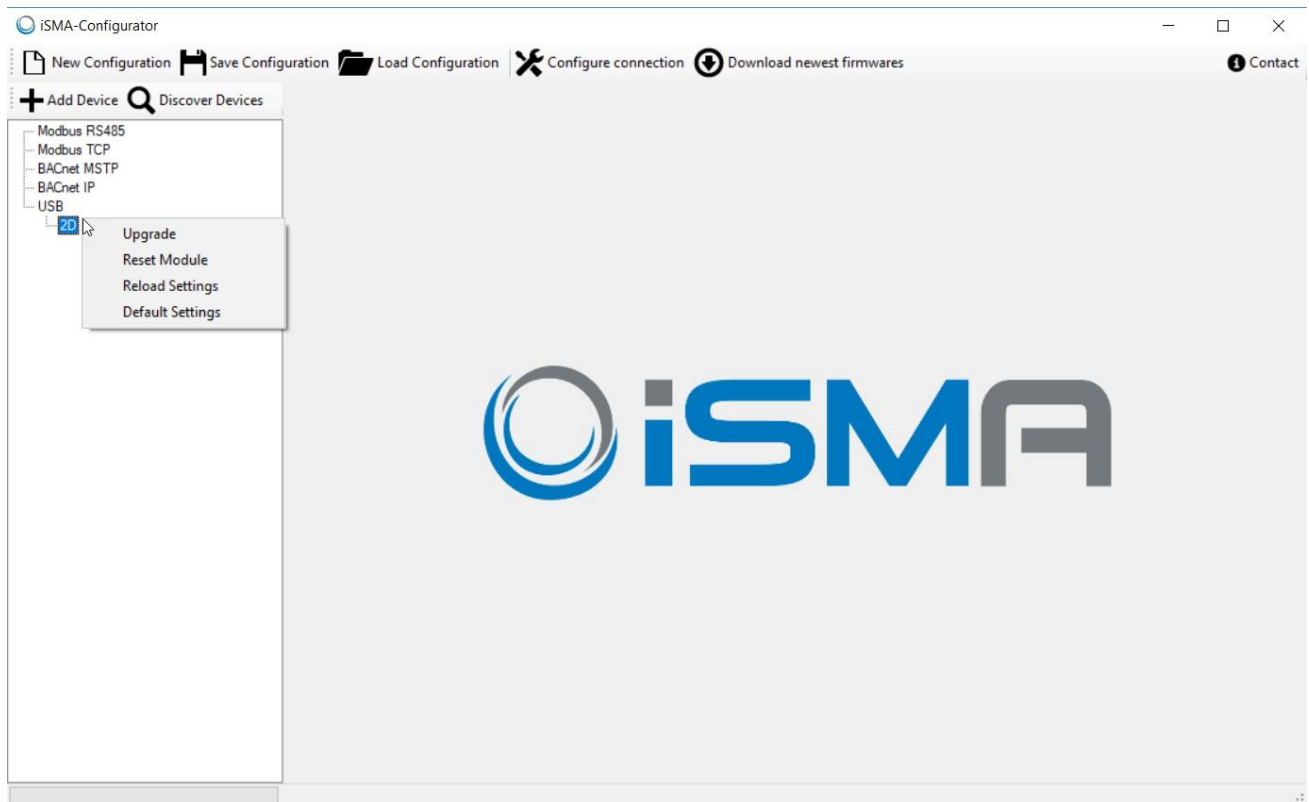 iSMA-Configurator
New Configuration Save Configuration Load Configuration Configure connection Download newest firmwares Contact
Add Device Discover Devices
Modbus RS485
Modbus TCP
BACnet MSTP
BACnet IP
USB
2D
Upgrade
Reset Module
Reload Settings
Default Settings
iSMA